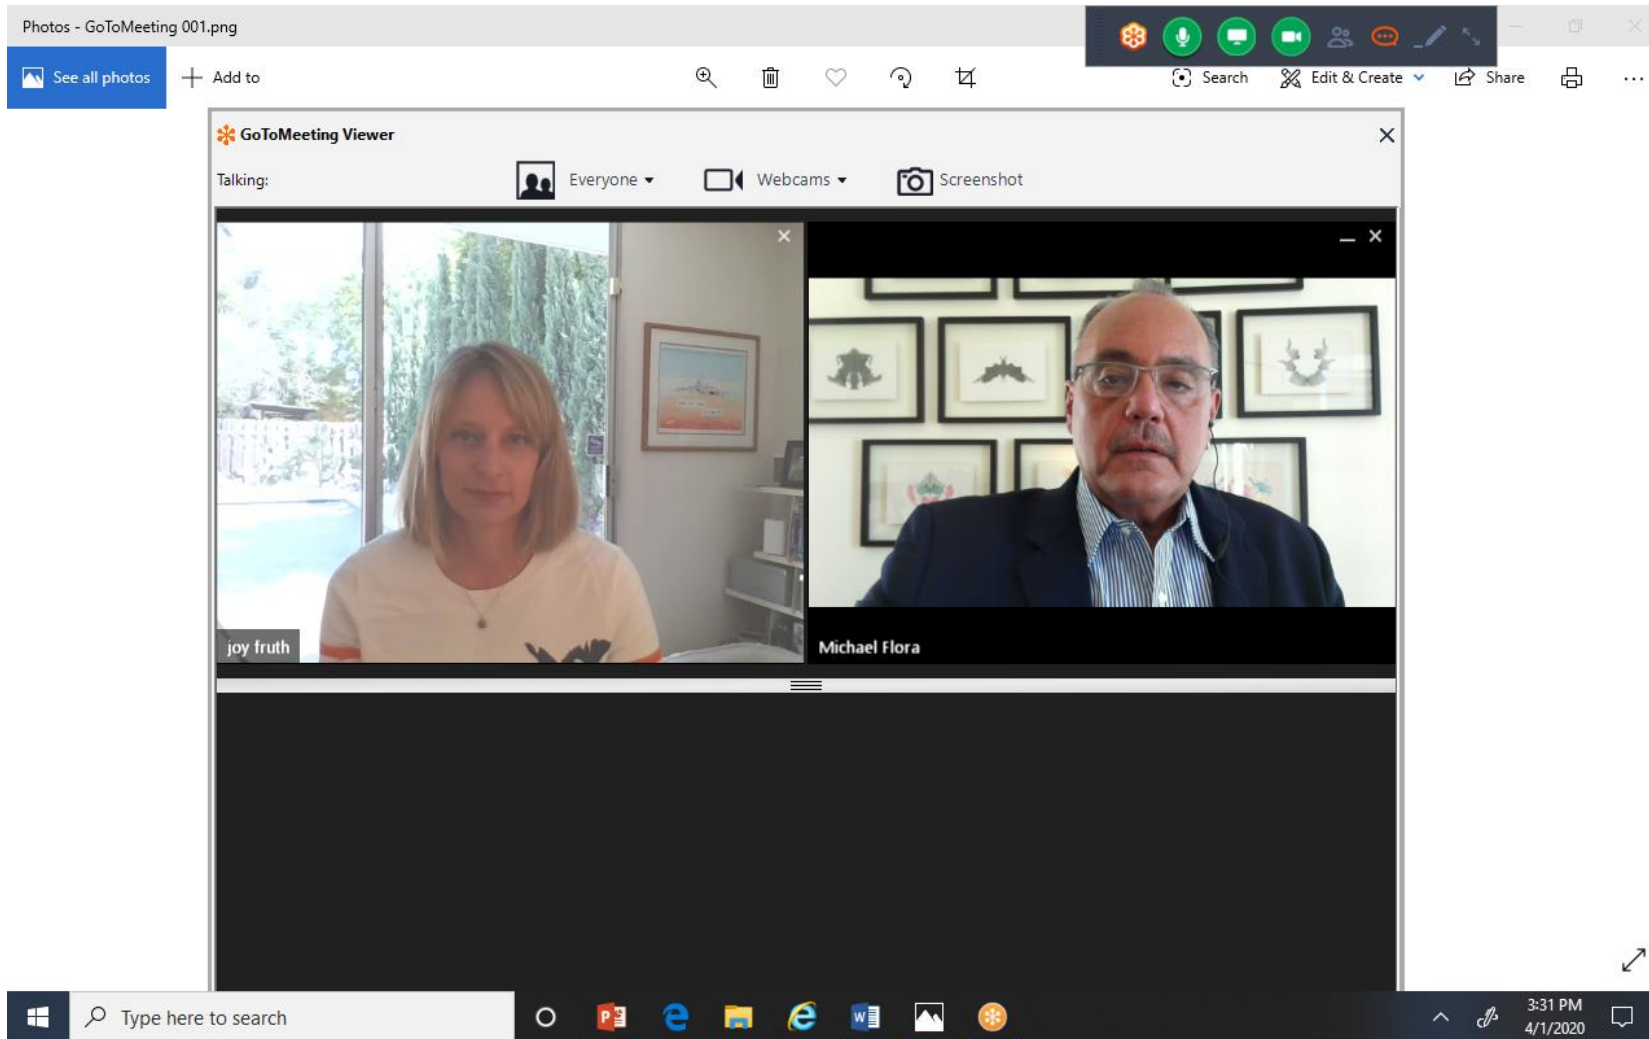 Photos - GoToMeeting 001.png
See all photos
Add to
Search
Edit & Create
Share
GoToMeeting Viewer
Talking:
Everyone
Webcams
Screenshot
joy fruth
Michael Flora
Type here to search
3:31 PM
4/1/2020